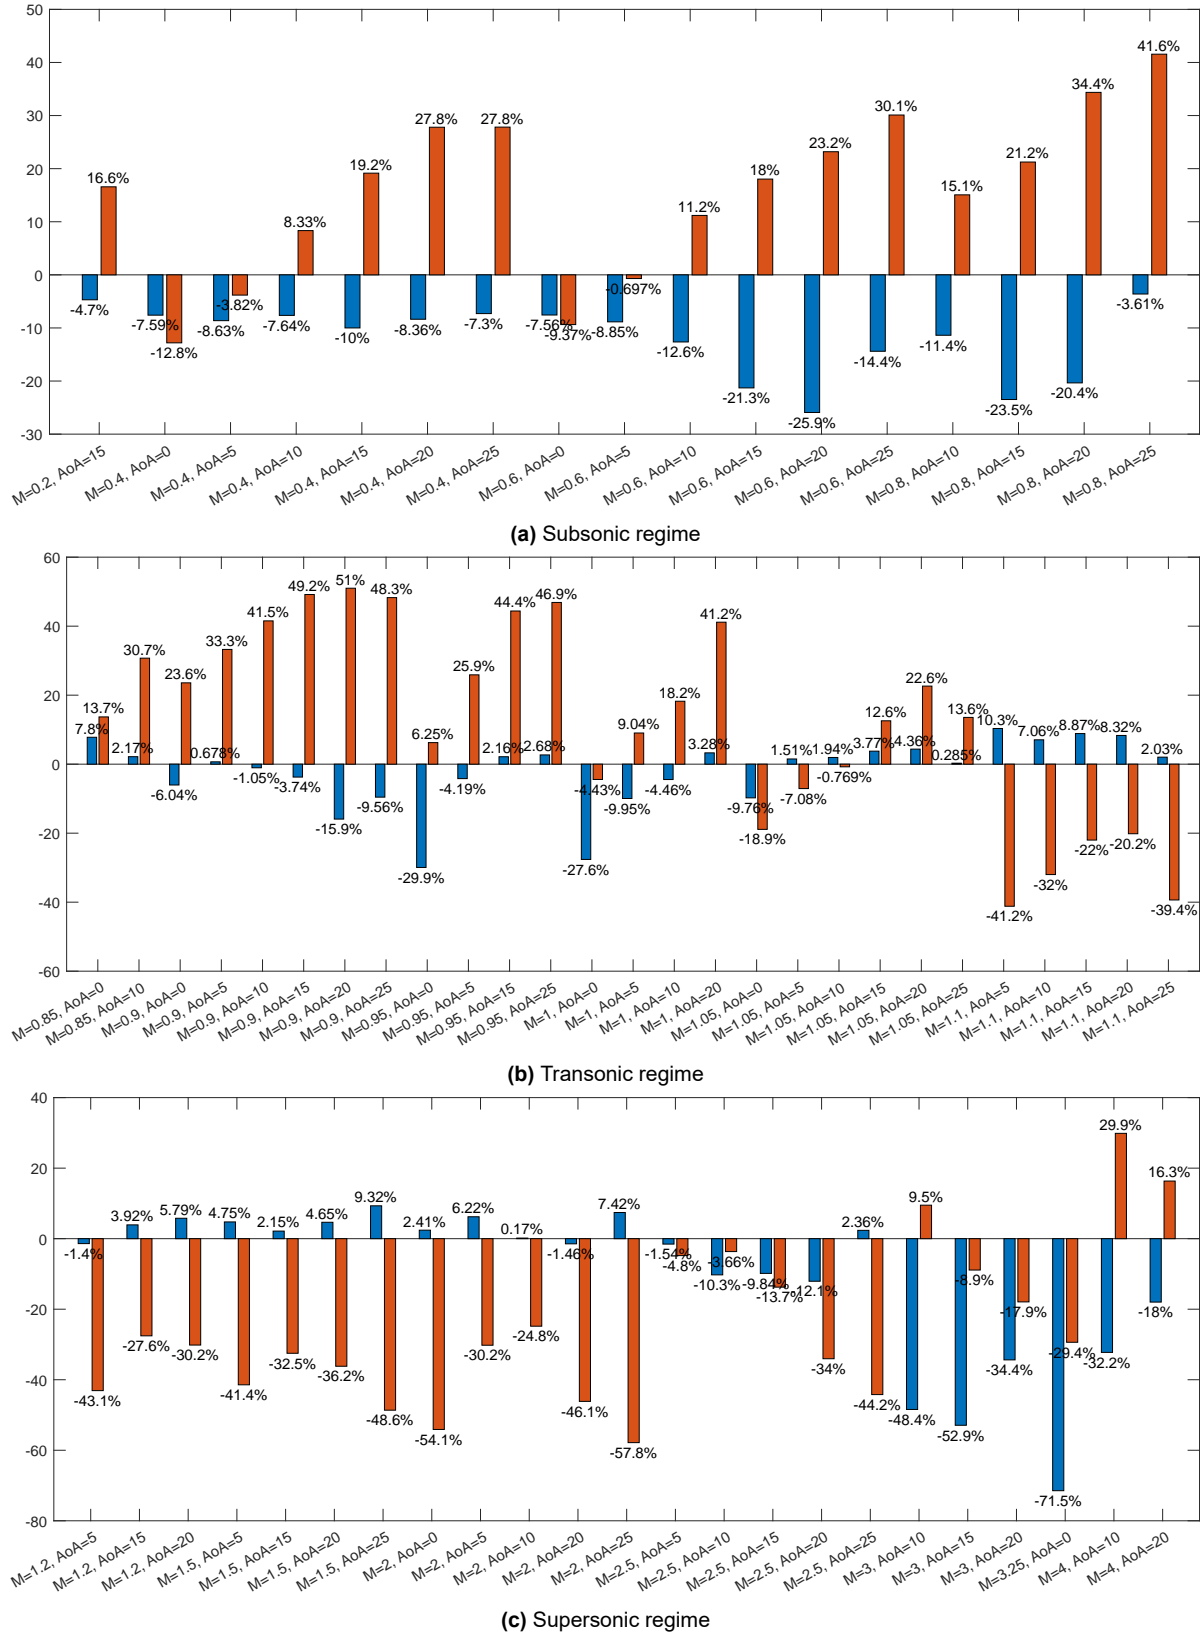 50
40
30
20
10
0
-10
-20
-30
-4.7%
16.6%
-7.59%
-12.8%
-8.63%
-3.82%
-7.64%
8.33%
-10%
19.2%
-8.36%
27.8%
-7.3%
27.8%
-7.56%
-9.37%
-8.85%
-0.697%
-12.6%
11.2%
-21.3%
18%
-25.9%
23.2%
-14.4%
30.1%
-11.4%
15.1%
-23.5%
21.2%
-20.4%
34.4%
-3.61%
41.6%
M=0.2, AoA=15
M=0.4, AoA=0
M=0.4, AoA=5
M=0.4, AoA=10
M=0.4, AoA=15
M=0.4, AoA=20
M=0.4, AoA=25
M=0.6, AoA=0
M=0.6, AoA=5
M=0.6, AoA=10
M=0.6, AoA=15
M=0.6, AoA=20
M=0.6, AoA=25
M=0.8, AoA=10
M=0.8, AoA=15
M=0.8, AoA=20
M=0.8, AoA=25
(a) Subsonic regime
60
40
20
0
-20
-40
-60
7.8%
13.7%
2.17%
30.7%
-6.04%
23.6%
0.678%
33.3%
-1.05%
41.5%
-3.74%
49.2%
-15.9%
51%
-9.56%
48.3%
-29.9%
6.25%
-4.19%
25.9%
2.16%
44.4%
2.68%
46.9%
-27.6%
-4.43%
-9.95%
9.04%
-4.46%
18.2%
3.28%
41.2%
-9.76%
-18.9%
1.51%
-7.08%
1.94%
-0.769%
3.77%
12.6%
4.36%
22.6%
0.285%
13.6%
10.3%
-41.2%
7.06%
-32%
8.87%
-22%
8.32%
-20.2%
2.03%
-39.4%
M=0.85, AoA=0
M=0.85, AoA=10
M=0.9, AoA=0
M=0.9, AoA=5
M=0.9, AoA=10
M=0.9, AoA=15
M=0.9, AoA=20
M=0.9, AoA=25
M=0.95, AoA=0
M=0.95, AoA=5
M=0.95, AoA=15
M=0.95, AoA=25
M=1, AoA=0
M=1, AoA=5
M=1, AoA=10
M=1, AoA=20
M=1.05, AoA=0
M=1.05, AoA=5
M=1.05, AoA=10
M=1.05, AoA=15
M=1.05, AoA=20
M=1.05, AoA=25
M=1.1, AoA=5
M=1.1, AoA=10
M=1.1, AoA=15
M=1.1, AoA=20
M=1.1, AoA=25
(b) Transonic regime
40
20
0
-20
-40
-60
-80
-1.4%
-43.1%
3.92%
-27.6%
5.79%
-30.2%
4.75%
-41.4%
2.15%
-32.5%
4.65%
-36.2%
9.32%
-48.6%
2.41%
-54.1%
6.22%
-30.2%
0.17%
-24.8%
-1.46%
-46.1%
7.42%
-57.8%
-1.54%
-4.8%
-10.3%
-3.66%
-9.84%
-13.7%
-12.1%
-34%
2.36%
-44.2%
-48.4%
9.5%
-52.9%
-8.9%
-34.4%
-17.9%
-71.5%
-29.4%
-32.2%
29.9%
-18%
16.3%
M=1.2, AoA=5
M=1.2, AoA=15
M=1.2, AoA=20
M=1.5, AoA=5
M=1.5, AoA=15
M=1.5, AoA=20
M=1.5, AoA=25
M=2, AoA=0
M=2, AoA=5
M=2, AoA=10
M=2, AoA=20
M=2, AoA=25
M=2.5, AoA=5
M=2.5, AoA=10
M=2.5, AoA=15
M=2.5, AoA=20
M=2.5, AoA=25
M=3, AoA=10
M=3, AoA=15
M=3, AoA=20
M=3.25, AoA=0
M=4, AoA=10
M=4, AoA=20
(c) Supersonic regime